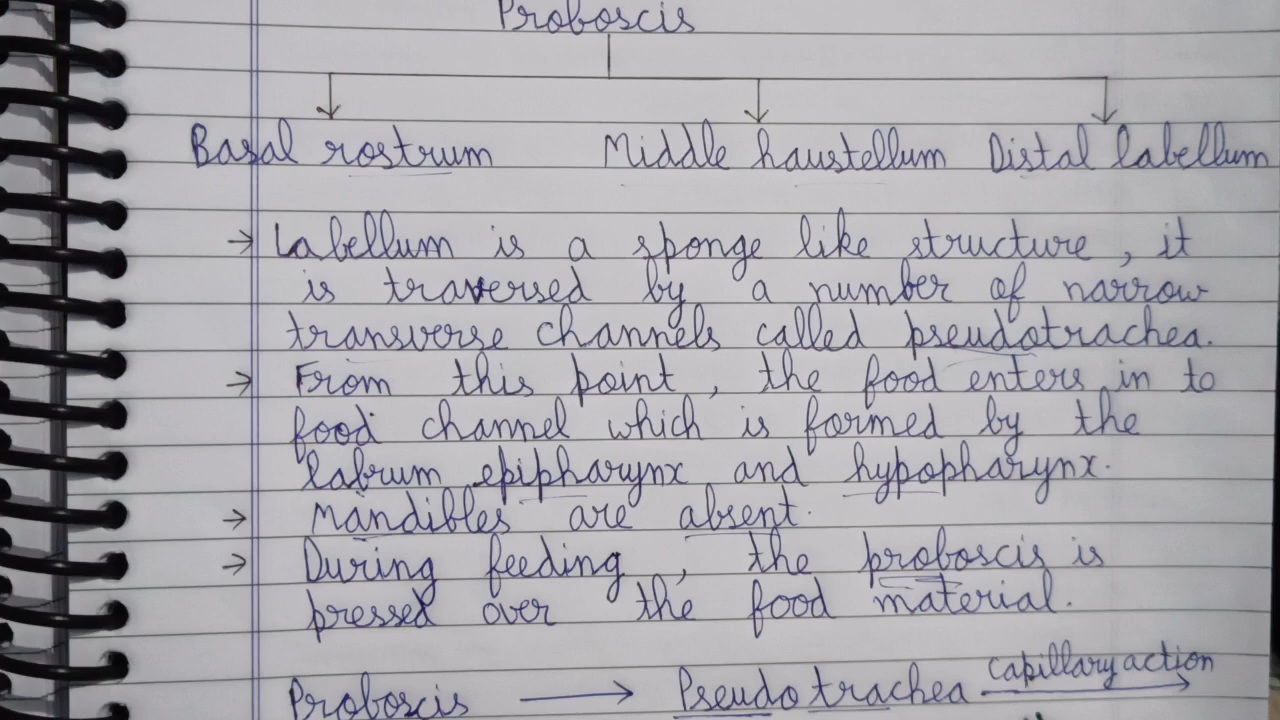 Proboscis
Basal rostrum Middle haustellum Distal labellum
→ Labellum is a sponge like structure, it
is traversed by a number of narrow
transverse channels called pseudotrachea.
→ From this point, the food enters in to
food channel which is formed by the
labrum epipharynx and hypopharynx.
→ Mandibles are absent.
→ During feeding, the proboscis is
pressed over the food material.
Proboscis → Pseudotrachea capillary action →